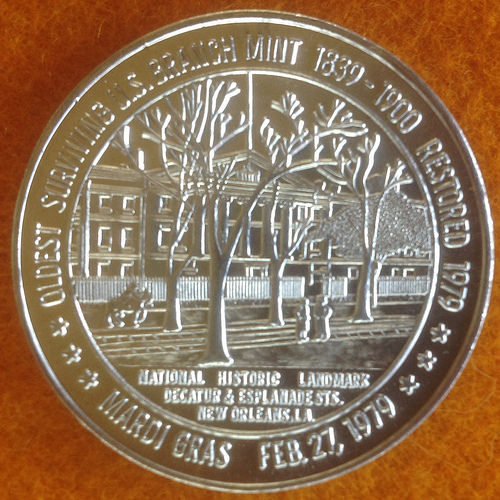 OLDEST SURVIVING U.S. BRANCH MINT 1839-1900 RESTORED 1979
NATIONAL HISTORIC LANDMARK
DECATUR & ESPLANADE STS.
NEW ORLEANS, LA.
MARDI GRAS FEB. 27, 1979